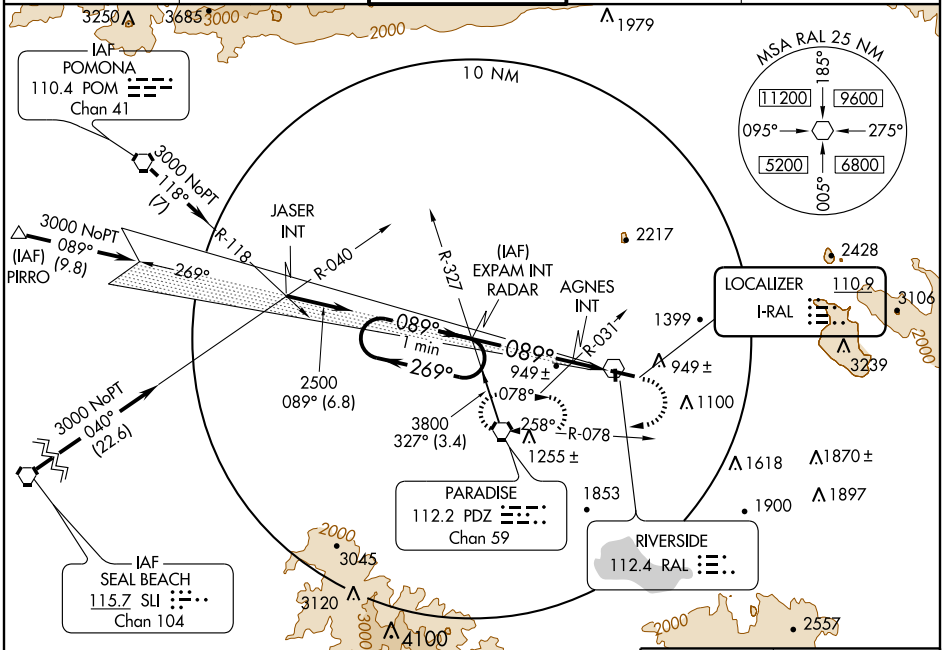 3250
3685
3000
2000
1979
IAF
POMONA
110.4 POM
Chan 41
10 NM
MSA RAL 25 NM
185°
11200
9600
095°
275°
5200
6800
005°
3000 NoPT
118°
(7)
R-118
JASER
INT
3000 NoPT
089°
(9.8)
(IAF)
PIRRO
269°
R-040
R-327
(IAF)
EXPAM INT
RADAR
2217
AGNES
INT
R-031
2428
LOCALIZER 110.9
I-RAL
3106
2000
3239
1399
089°
1 min
269°
089°
949 ±
949 ±
1100
2500
089° (6.8)
3800
327° (3.4)
078°
258°
R-078
1255 ±
3000 NoPT
040°
(22.6)
1618
1870 ±
1897
1900
1853
PARADISE
112.2 PDZ
Chan 59
RIVERSIDE
112.4 RAL
IAF
SEAL BEACH
115.7 SLI
Chan 104
2000
3045
3120
3000
4100
2000
2557